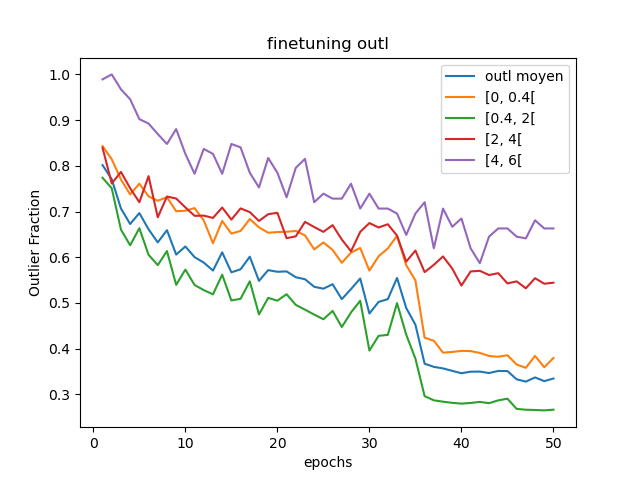 finetuning outl
outl moyen
[0, 0.4[
[0.4, 2[
[2, 4[
[4, 6[
Outlier Fraction
1.0
0.9
0.8
0.7
0.6
0.5
0.4
0.3
0 10 20 30 40 50
epochs